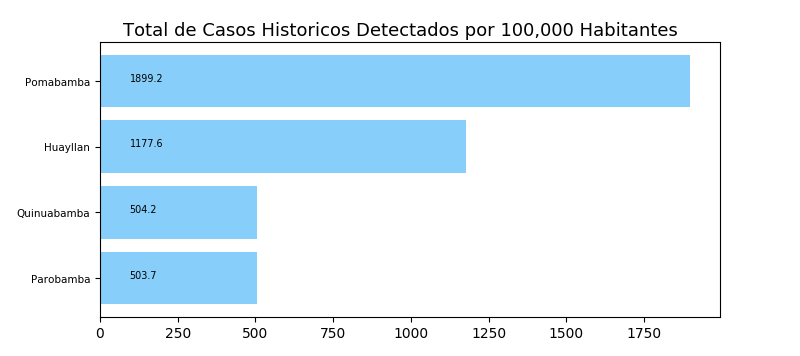 Total de Casos Historicos Detectados por 100,000 Habitantes
Pomabamba 1899.2
Huayllan 1177.6
Quinuabamba 504.2
Parobamba 503.7
0 250 500 750 1000 1250 1500 1750